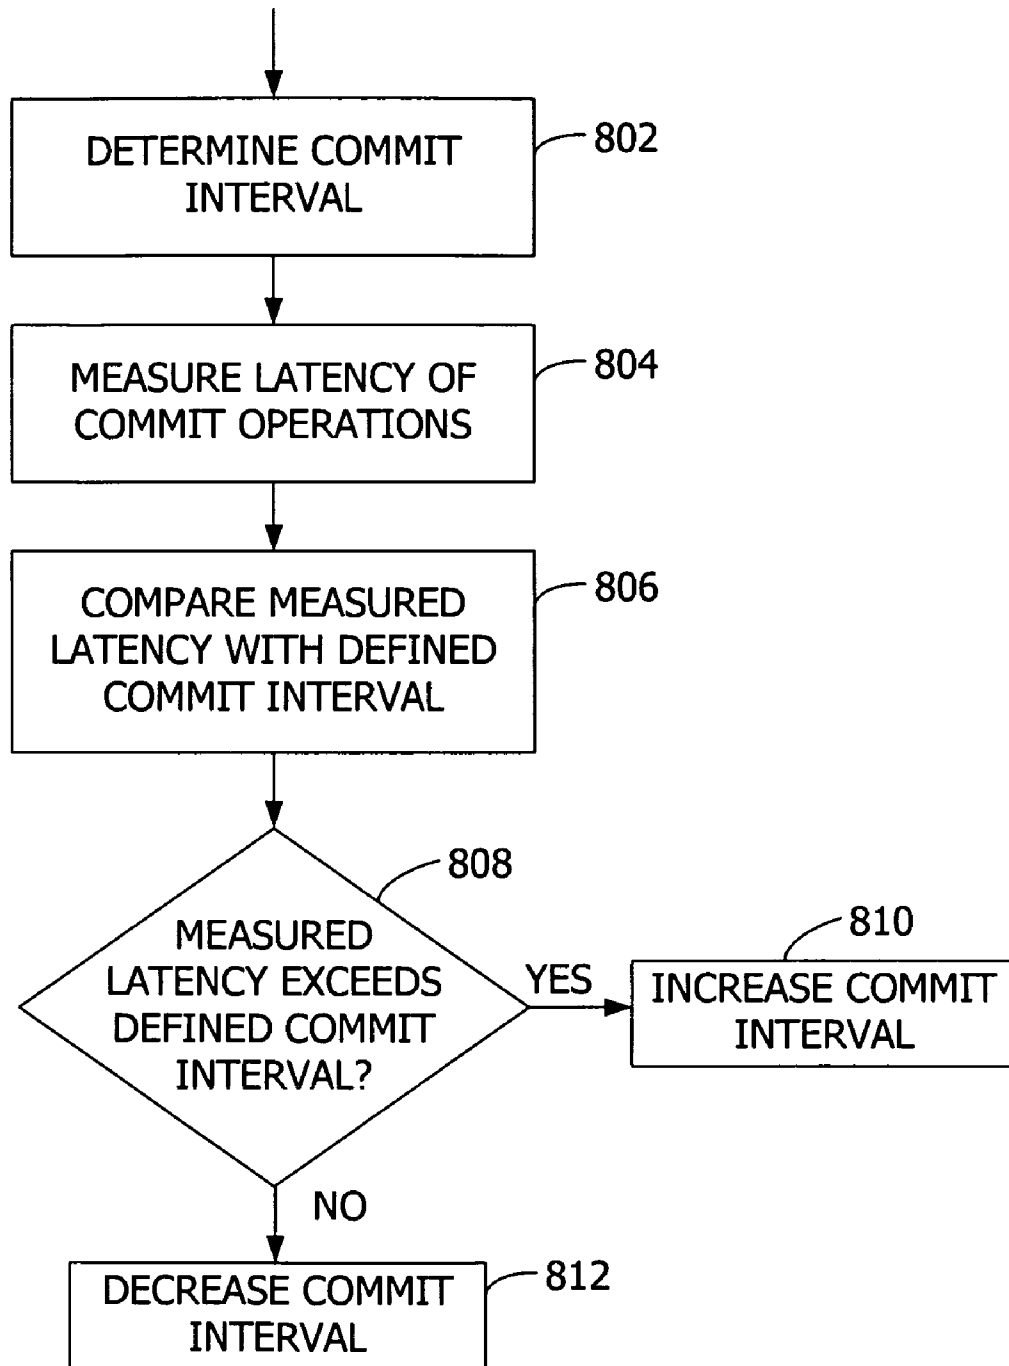 DETERMINE COMMIT
INTERVAL
802
MEASURE LATENCY OF
COMMIT OPERATIONS
804
COMPARE MEASURED
LATENCY WITH DEFINED
COMMIT INTERVAL
806
MEASURED
LATENCY EXCEEDS
DEFINED COMMIT
INTERVAL?
808
YES
INCREASE COMMIT
INTERVAL
810
NO
DECREASE COMMIT
INTERVAL
812